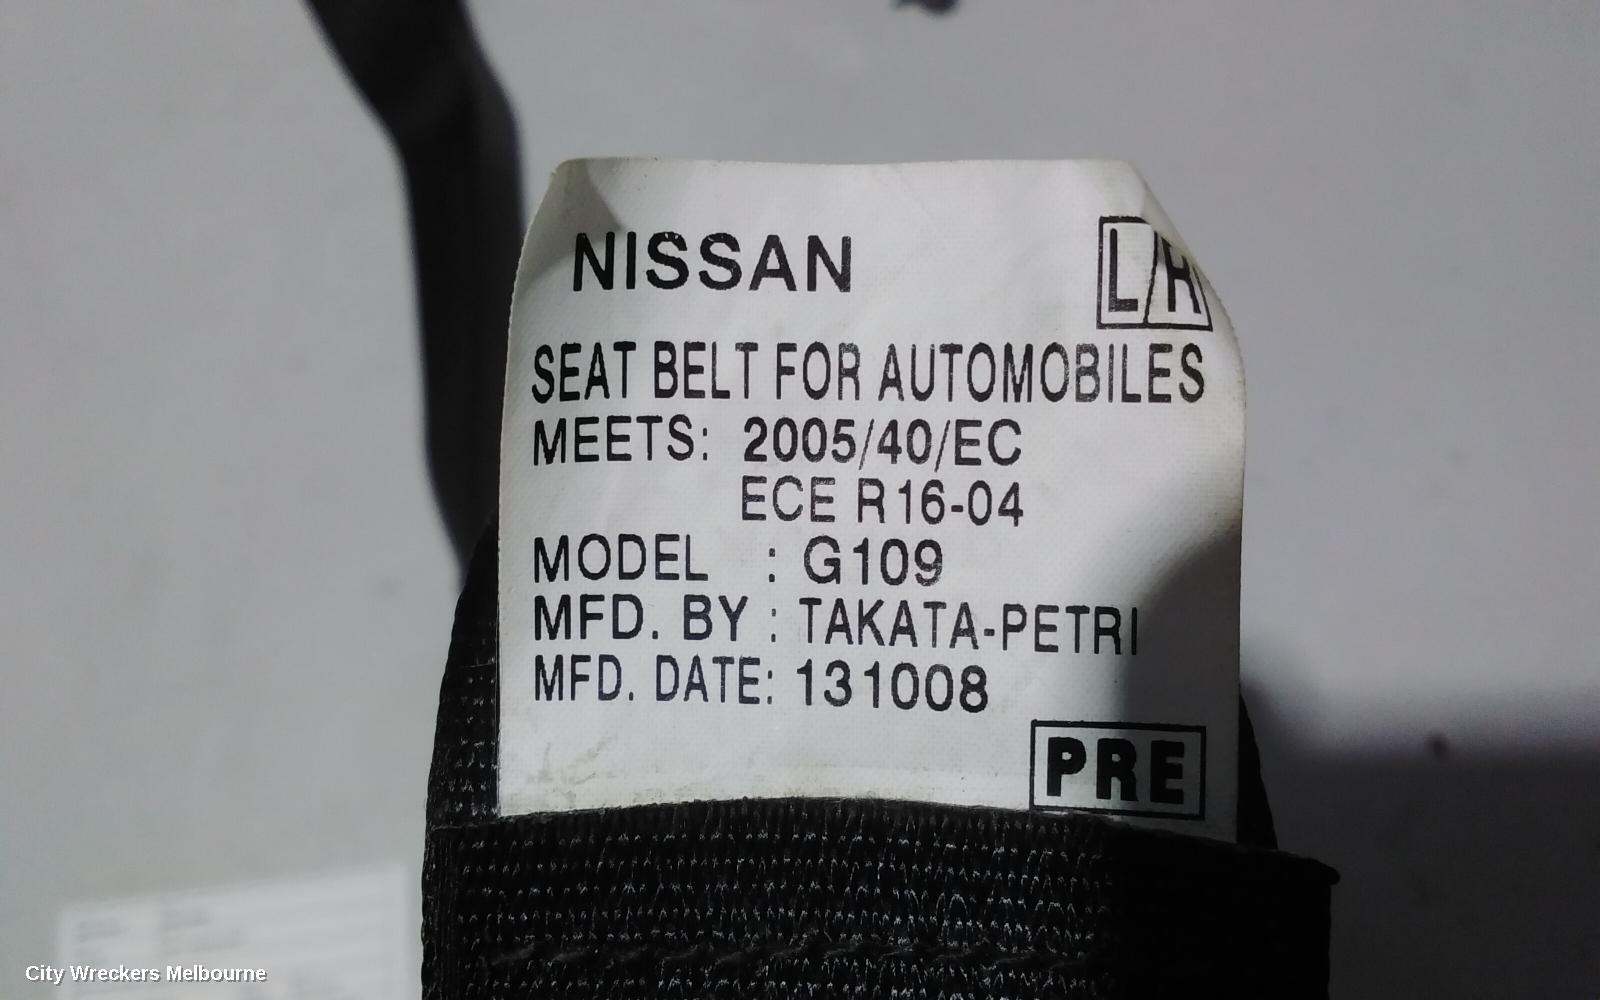 NISSAN L/H
SEAT BELT FOR AUTOMOBILES
MEETS: 2005/40/EC
ECE R16-04
MODEL : G109
MFD. BY : TAKATA-PETRI
MFD. DATE: 131008
PRE
City Wreckers Melbourne